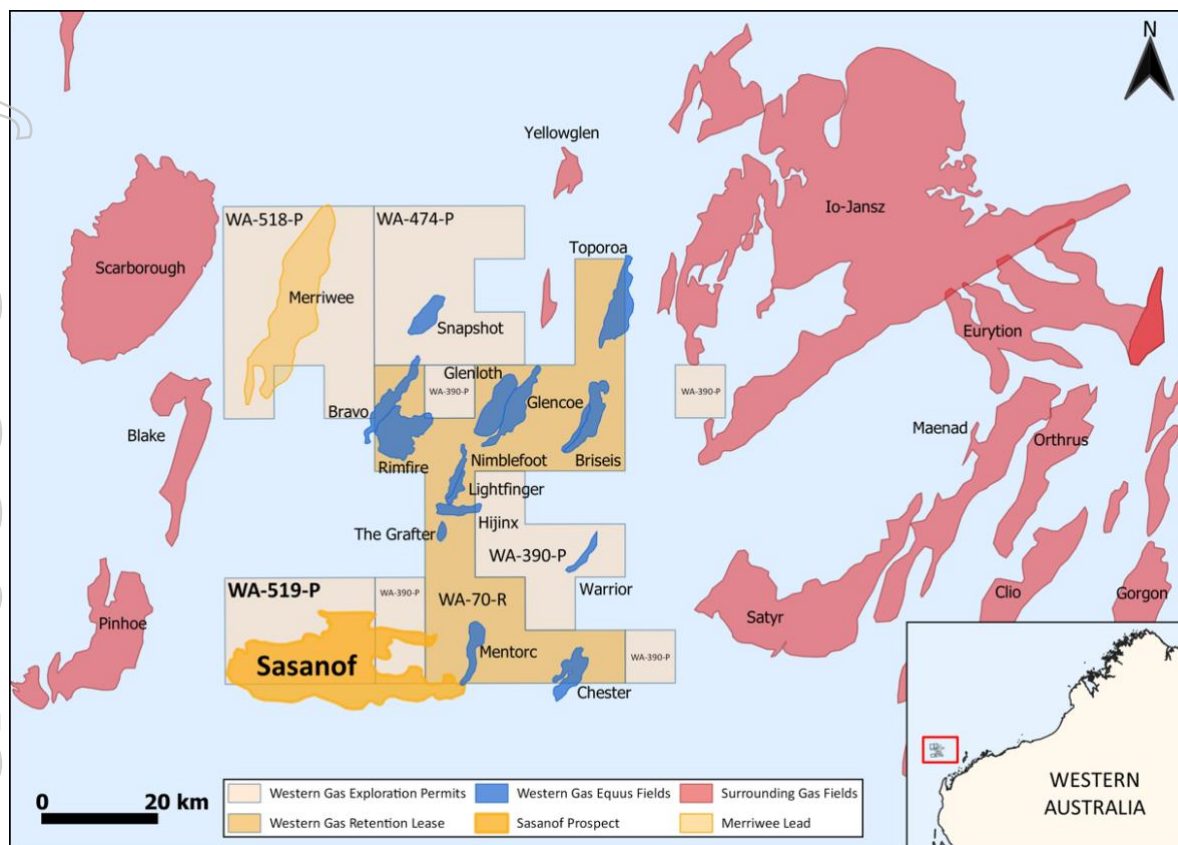 N
Yellowglen
Io-Jansz
WA-518-P
WA-474-P
Toporoa
Scarborough
Merriwee
Snapshot
Eurytion
Glenloth
WA-390-P
WA-390-P
Glencoe
Bravo
Blake
Maenad
Orthrus
Rimfire
Nimblefoot
Briseis
Lightfinger
Hijinx
The Grafter
WA-390-P
WA-519-P
WA-390-P
WA-70-R
Warrior
Clio
Gorgon
Pinhoe
Satyr
Sasanof
Mentorc
WA-390-P
Chester
0 20 km
Western Gas Exploration Permits
Western Gas Equus Fields
Surrounding Gas Fields
Western Gas Retention Lease
Sasanof Prospect
Merriwee Lead
WESTERN
AUSTRALIA